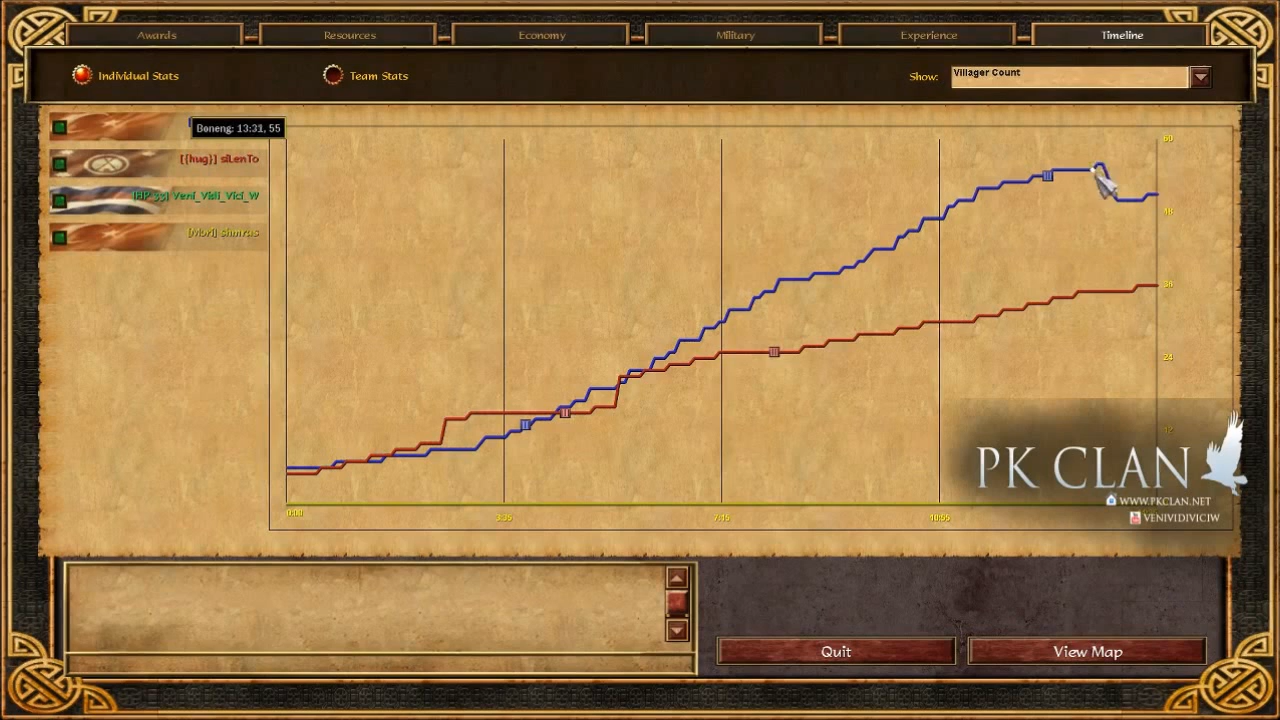 Awards
Resources
Economy
Military
Experience
Timeline
Individual Stats
Team Stats
Show:
Villager Count
Boneng: 13:31, 55
[{hug}] siLenTo
Veni_Vidi_Vici_W
shmras
60
48
36
24
12
0:00
3:35
7:15
10:55
PK CLAN
WWW.PKCLAN.NET
VENIVIDIVICIW
Quit
View Map